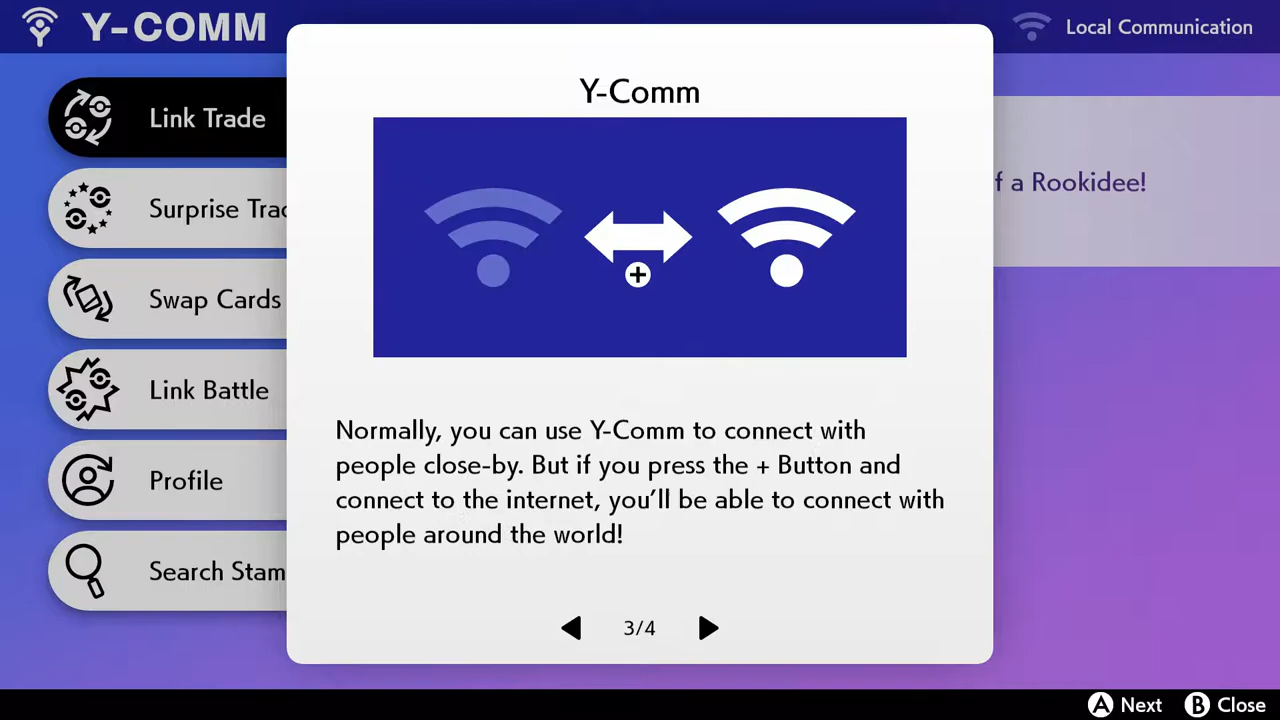 Y-COMM
Local Communication
Link Trade
Surprise Trad
Swap Cards
Link Battle
Profile
Search Stam
f a Rookidee!
Y-Comm
Normally, you can use Y-Comm to connect with
people close-by. But if you press the + Button and
connect to the internet, you'll be able to connect with
people around the world!
3/4
A Next B Close